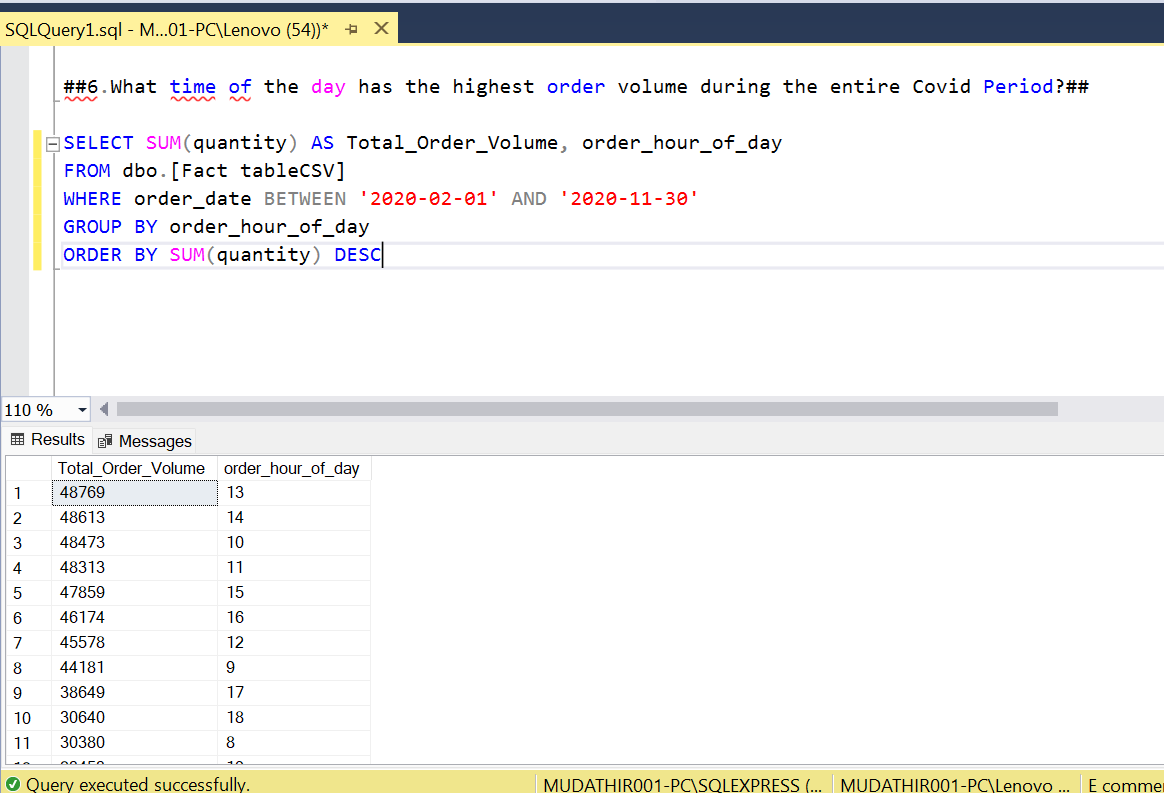 SQLQuery1.sql - M...01-PC\Lenovo (54))*
##6.What time of the day has the highest order volume during the entire Covid Period?##
SELECT SUM(quantity) AS Total_Order_Volume, order_hour_of_day
FROM dbo.[Fact tableCSV]
WHERE order_date BETWEEN '2020-02-01' AND '2020-11-30'
GROUP BY order_hour_of_day
ORDER BY SUM(quantity) DESC
110 %
Results Messages
Total_Order_Volume order_hour_of_day
1 48769 13
2 48613 14
3 48473 10
4 48313 11
5 47859 15
6 46174 16
7 45578 12
8 44181 9
9 38649 17
10 30640 18
11 30380 8
Query executed successfully. MUDATHIR001-PC\SQLEXPRESS (... MUDATHIR001-PC\Lenovo ... E commer